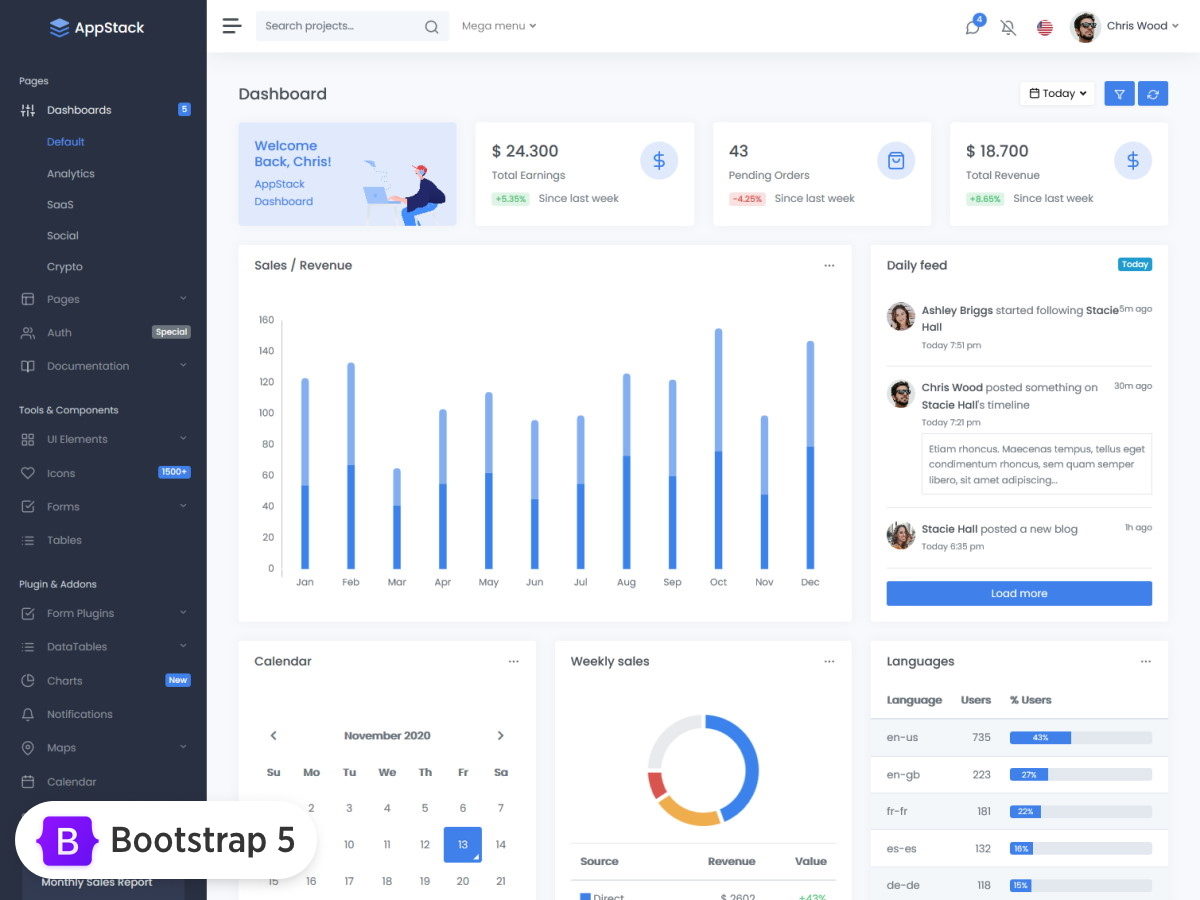 AppStack
Pages
Dashboards 5
Default
Analytics
SaaS
Social
Crypto
Pages
Auth Special
Documentation
Tools & Components
UI Elements
Icons 1500+
Forms
Tables
Plugin & Addons
Form Plugins
DataTables
Charts New
Notifications
Maps
Calendar
B Bootstrap 5
Monthly Sales Report
Search projects...
Mega menu
4
Chris Wood
Dashboard
Today
Welcome
Back, Chris!
AppStack
Dashboard
$ 24.300
Total Earnings
+5.35% Since last week
43
Pending Orders
-4.25% Since last week
$ 18.700
Total Revenue
+8.65% Since last week
Sales / Revenue
160
140
120
100
80
60
40
20
0
Jan Feb Mar Apr May Jun Jul Aug Sep Oct Nov Dec
Daily feed Today
Ashley Briggs started following Stacie 5m ago
Hall
Today 7:51 pm
Chris Wood posted something on 30m ago
Stacie Hall's timeline
Today 7:21 pm
Etiam rhoncus. Maecenas tempus, tellus eget
condimentum rhoncus, sem quam semper
libero, sit amet adipiscing...
Stacie Hall posted a new blog 1h ago
Today 6:35 pm
Load more
Calendar
November 2020
Su Mo Tu We Th Fr Sa
2 3 4 5 6 7
10 11 12 13 14
15 16 17 18 19 20 21
Weekly sales
Source Revenue Value
Direct $ 2602 +43%
Languages
Language Users % Users
en-us 735 43%
en-gb 223 27%
fr-fr 181 22%
es-es 132 16%
de-de 118 15%